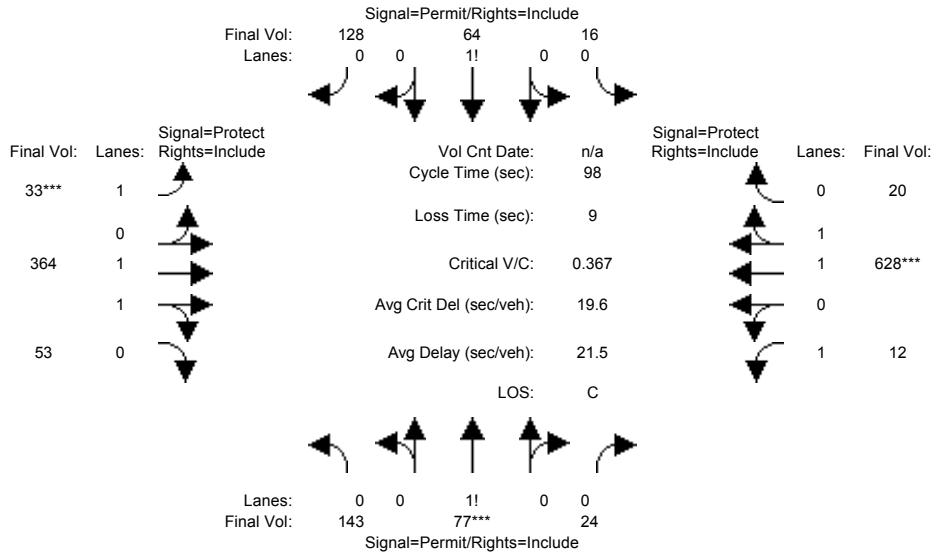 Signal=Permit/Rights=Include
Final Vol: 128 64 16
Lanes: 0 0 1! 0 0
Signal=Protect Signal=Protect
Final Vol: Lanes: Rights=Include Vol Cnt Date: n/a Rights=Include Lanes: Final Vol:
Cycle Time (sec): 98
33*** 1 0 20
Loss Time (sec): 9
0 1
364 1 Critical V/C: 0.367 1 628***
1 Avg Crit Del (sec/veh): 19.6 0
53 0 Avg Delay (sec/veh): 21.5 1 12
LOS: C
Lanes: 0 0 1! 0 0
Final Vol: 143 77*** 24
Signal=Permit/Rights=Include